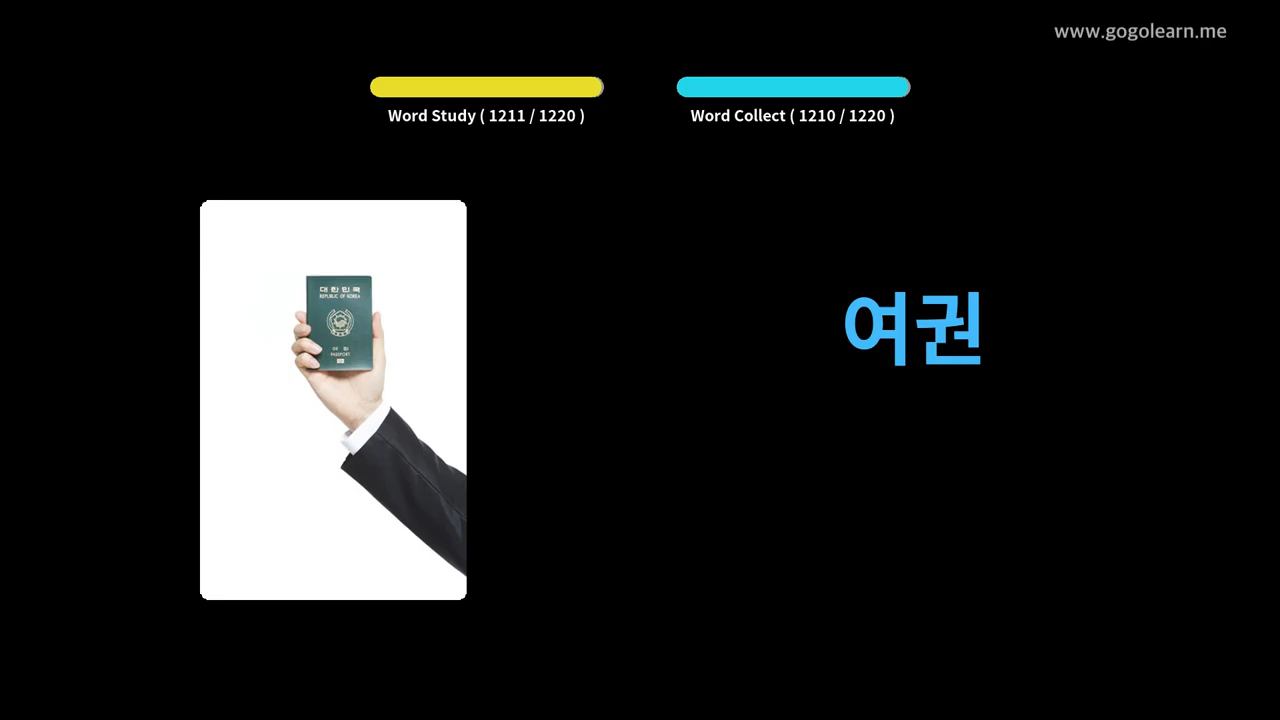 www.gogolearn.me
Word Study ( 1211 / 1220 )
Word Collect ( 1210 / 1220 )
대한민국
REPUBLIC OF KOREA
여권
PASSPORT
여권